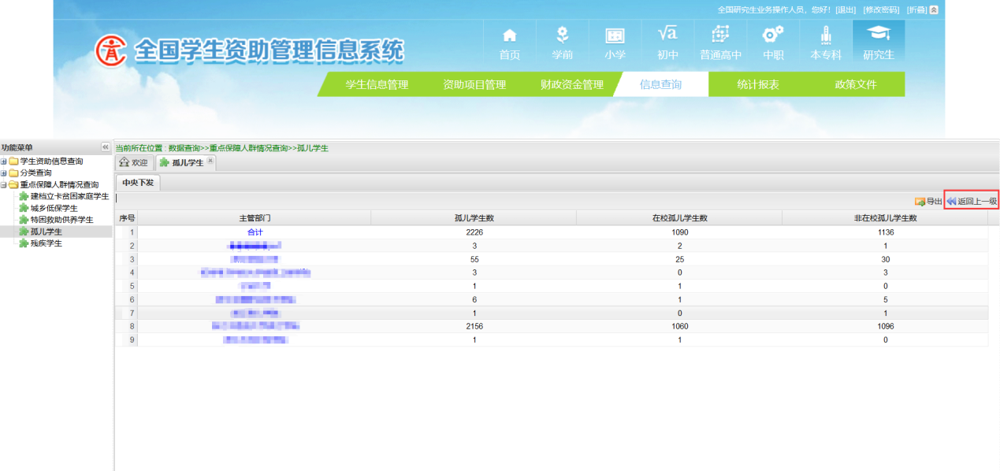 全国研究生业务操作人员，您好！ [退出] [修改密码] [折叠]
全国学生资助管理信息系统
首页 学前 小学 √a 初中 普通高中 中职 本专科 研究生
学生信息管理 资助项目管理 财政资金管理 信息查询 统计报表 政策文件
功能菜单
学生资助信息查询
分类查询
重点保障人群情况查询
建档立卡贫困家庭学生
城乡低保学生
特困救助供养学生
孤儿学生
残疾学生
当前所在位置 : 数据查询>>重点保障人群情况查询>>孤儿学生
欢迎 孤儿学生
中央下发
导出 返回上一级
序号 主管部门 孤儿学生数 在校孤儿学生数 非在校孤儿学生数
1 合计 2226 1090 1136
2 3 2 1
3 55 25 30
4 3 0 3
5 1 1 0
6 6 1 5
7 1 0 1
8 2156 1060 1096
9 1 1 0